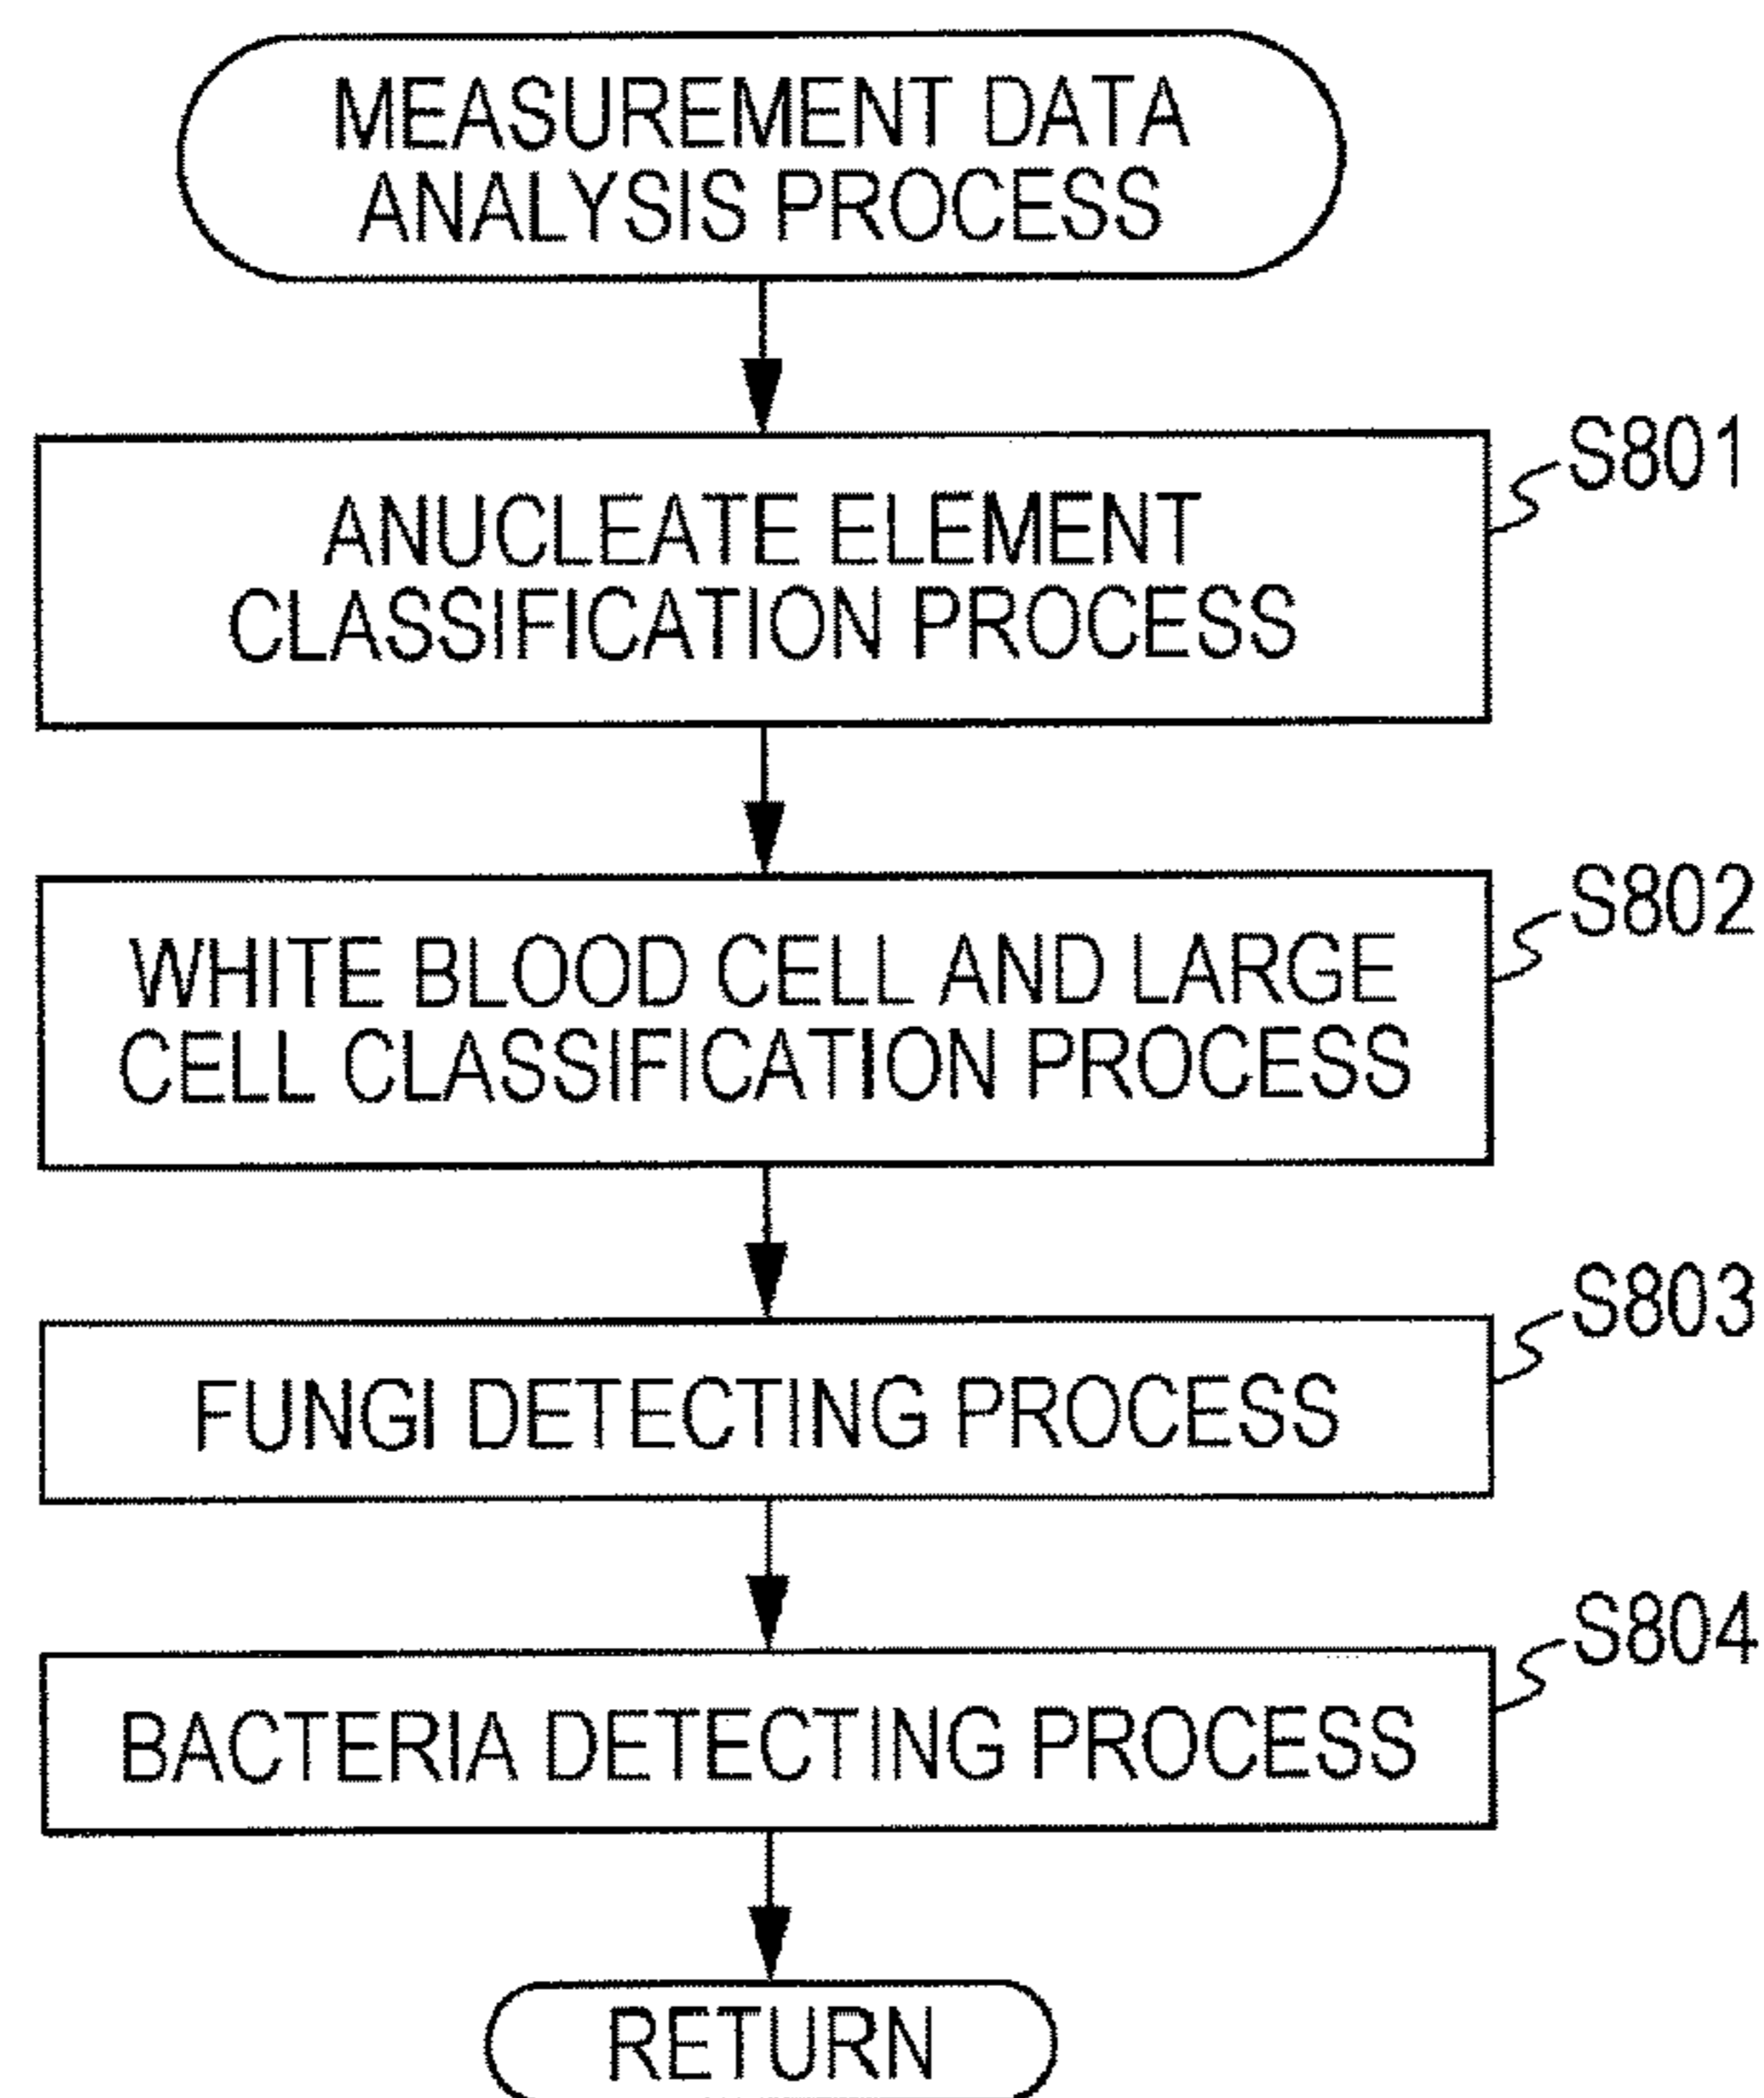 MEASUREMENT DATA
ANALYSIS PROCESS
S801
ANUCLEATE ELEMENT
CLASSIFICATION PROCESS
S802
WHITE BLOOD CELL AND LARGE
CELL CLASSIFICATION PROCESS
S803
FUNGI DETECTING PROCESS
S804
BACTERIA DETECTING PROCESS
RETURN